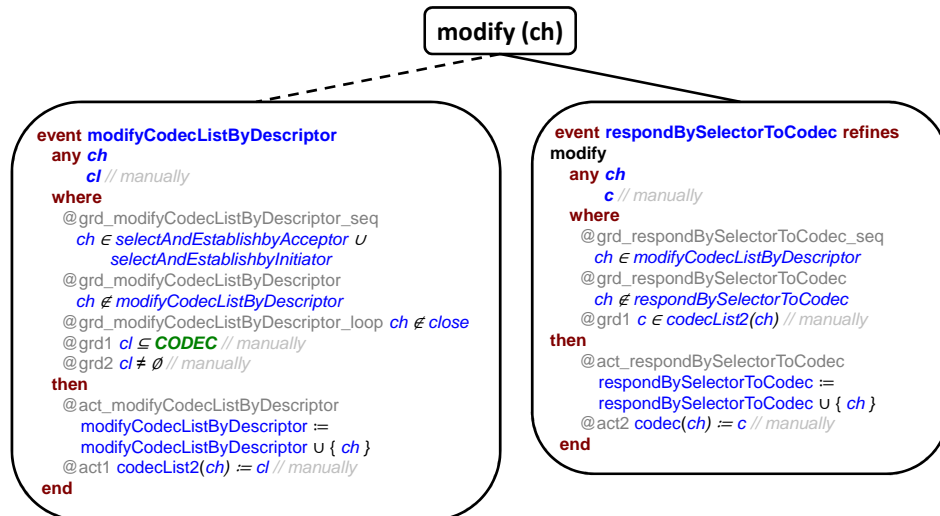 modify (ch)
event modifyCodecListByDescriptor
any ch
cl // manually
where
@grd_modifyCodecListByDescriptor_seq
ch ∈ selectAndEstablishbyAcceptor ∪
selectAndEstablishbyInitiator
@grd_modifyCodecListByDescriptor
ch ∉ modifyCodecListByDescriptor
@grd_modifyCodecListByDescriptor_loop ch ∉ close
@grd1 cl ⊆ CODEC // manually
@grd2 cl ≠ ∅ // manually
then
@act_modifyCodecListByDescriptor
modifyCodecListByDescriptor ≔
modifyCodecListByDescriptor ∪ { ch }
@act1 codecList2(ch) ≔ cl // manually
end
event respondBySelectorToCodec refines
modify
any ch
c // manually
where
@grd_respondBySelectorToCodec_seq
ch ∈ modifyCodecListByDescriptor
@grd_respondBySelectorToCodec
ch ∉ respondBySelectorToCodec
@grd1 c ∈ codecList2(ch) // manually
then
@act_respondBySelectorToCodec
respondBySelectorToCodec ≔
respondBySelectorToCodec ∪ { ch }
@act2 codec(ch) ≔ c // manually
end